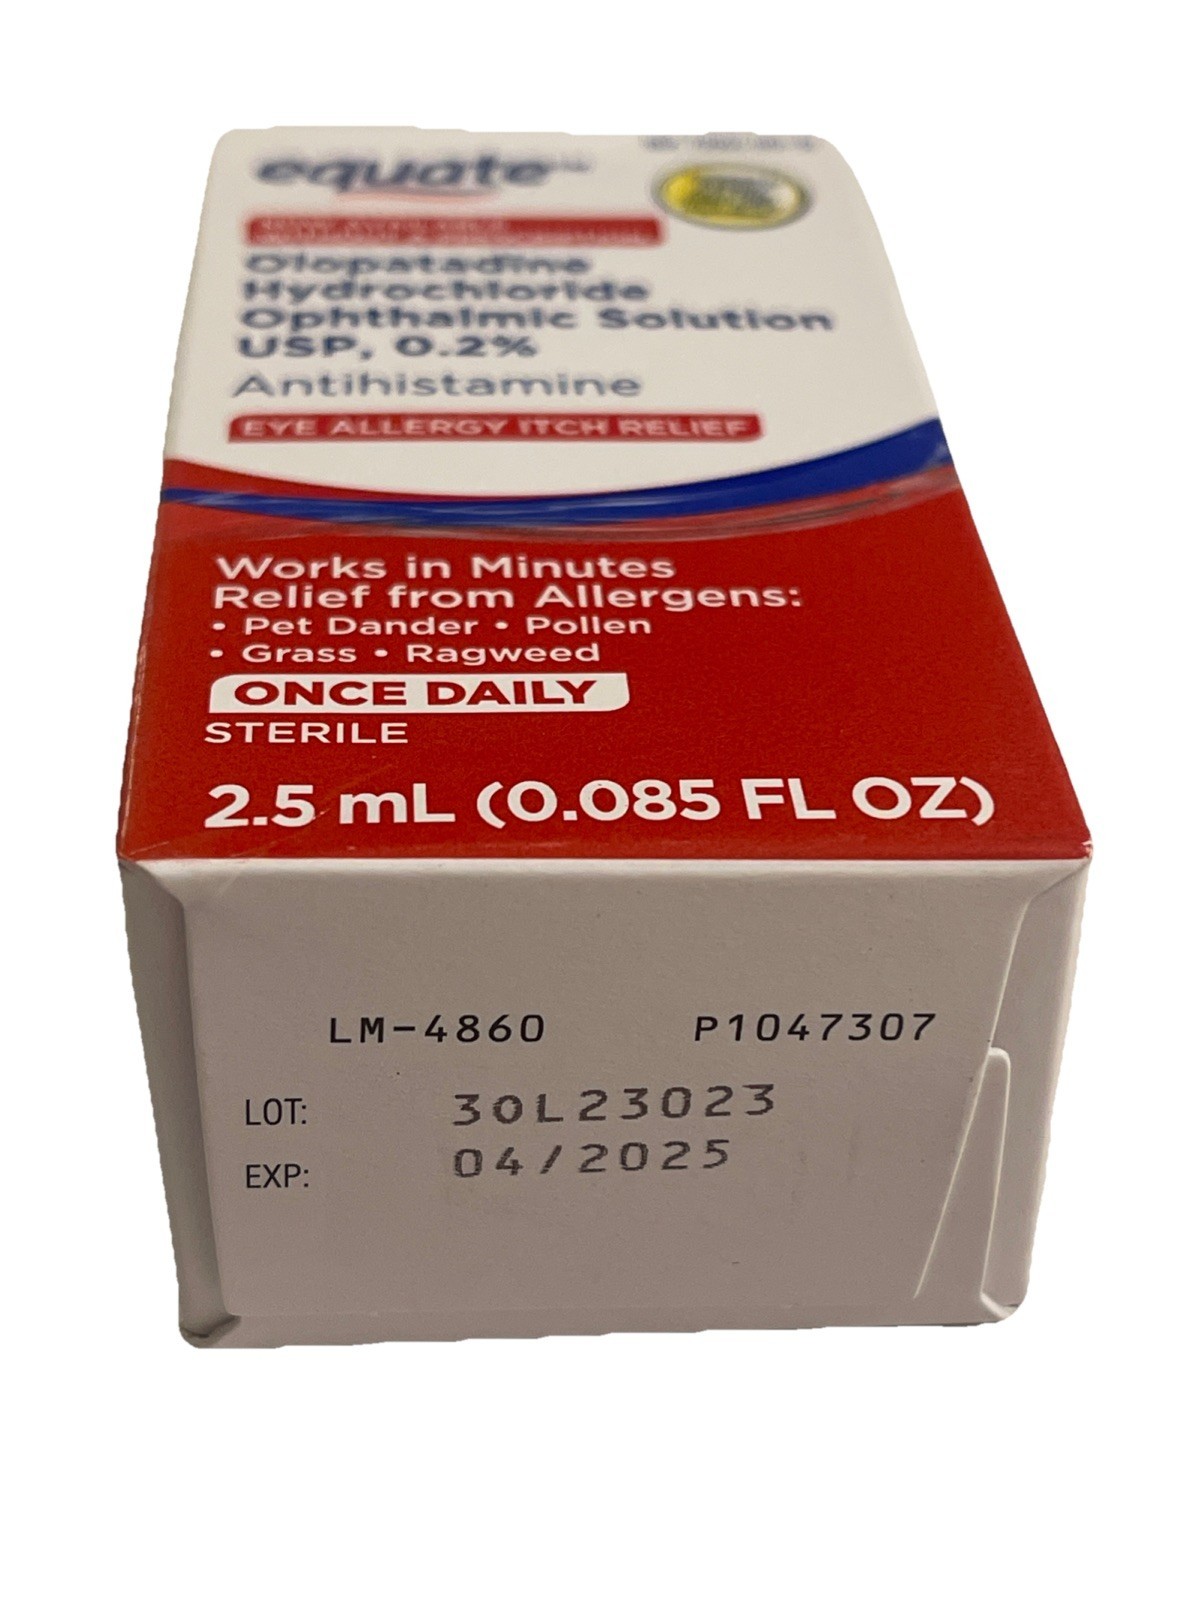 equate
Olopatadine
Hydrochloride
Ophthalmic Solution
USP, 0.2%
Antihistamine
EYE ALLERGY ITCH RELIEF
Works in Minutes
Relief from Allergens:
• Pet Dander • Pollen
• Grass • Ragweed
ONCE DAILY
STERILE
2.5 mL (0.085 FL OZ)
LM-4860 P1047307
LOT: 30L23023
EXP: 04/2025